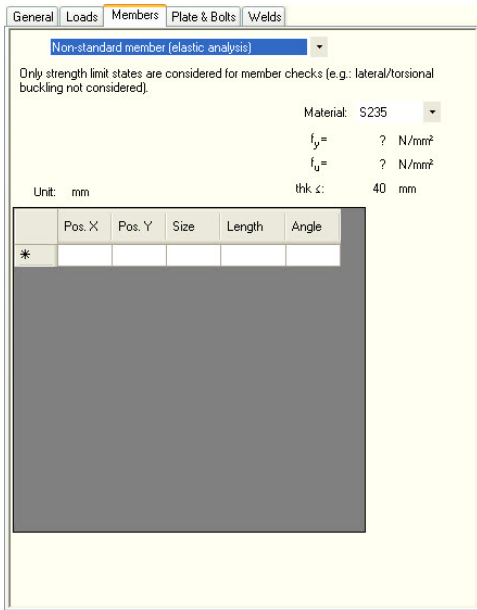 General Loads Members Plate & Bolts Welds
Non-standard member (elastic analysis)
Only strength limit states are considered for member checks (e.g.: lateral/torsional
buckling not considered).
Material: S235
fy= ? N/mm²
fu= ? N/mm²
Unit: mm thk ≤: 40 mm
Pos. X Pos. Y Size Length Angle
*